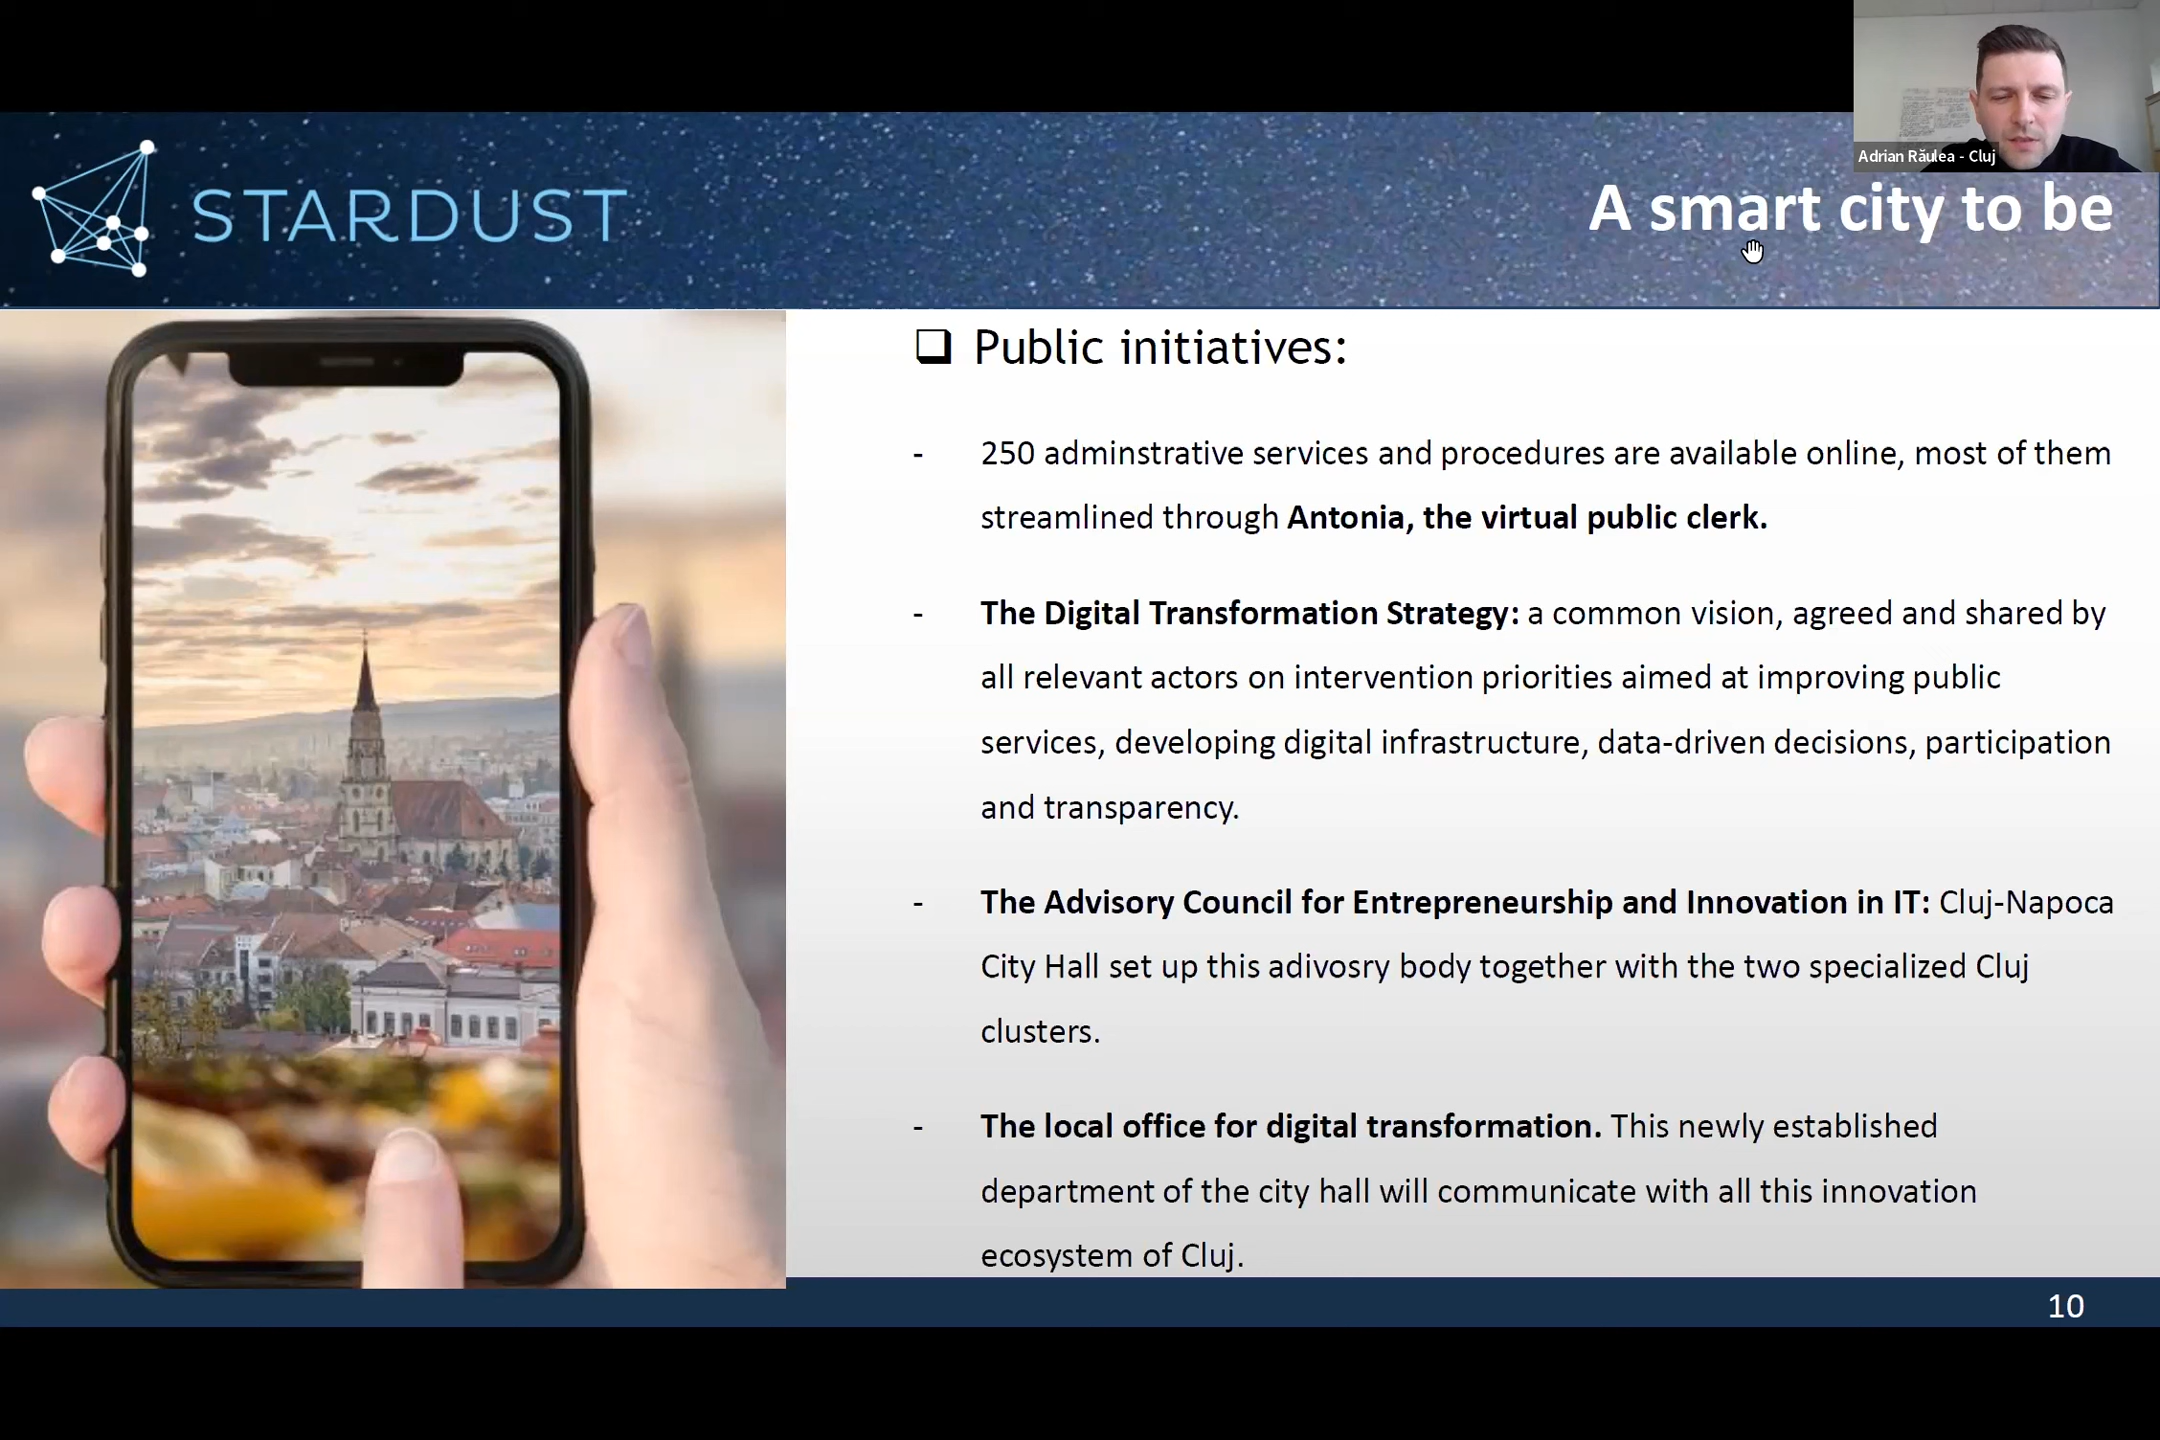 Adrian Răulea - Cluj
STARDUST
A smart city to be
❑ Public initiatives:
- 250 adminstrative services and procedures are available online, most of them
streamlined through Antonia, the virtual public clerk.
- The Digital Transformation Strategy: a common vision, agreed and shared by
all relevant actors on intervention priorities aimed at improving public
services, developing digital infrastructure, data-driven decisions, participation
and transparency.
- The Advisory Council for Entrepreneurship and Innovation in IT: Cluj-Napoca
City Hall set up this adivosry body together with the two specialized Cluj
clusters.
- The local office for digital transformation. This newly established
department of the city hall will communicate with all this innovation
ecosystem of Cluj.
10